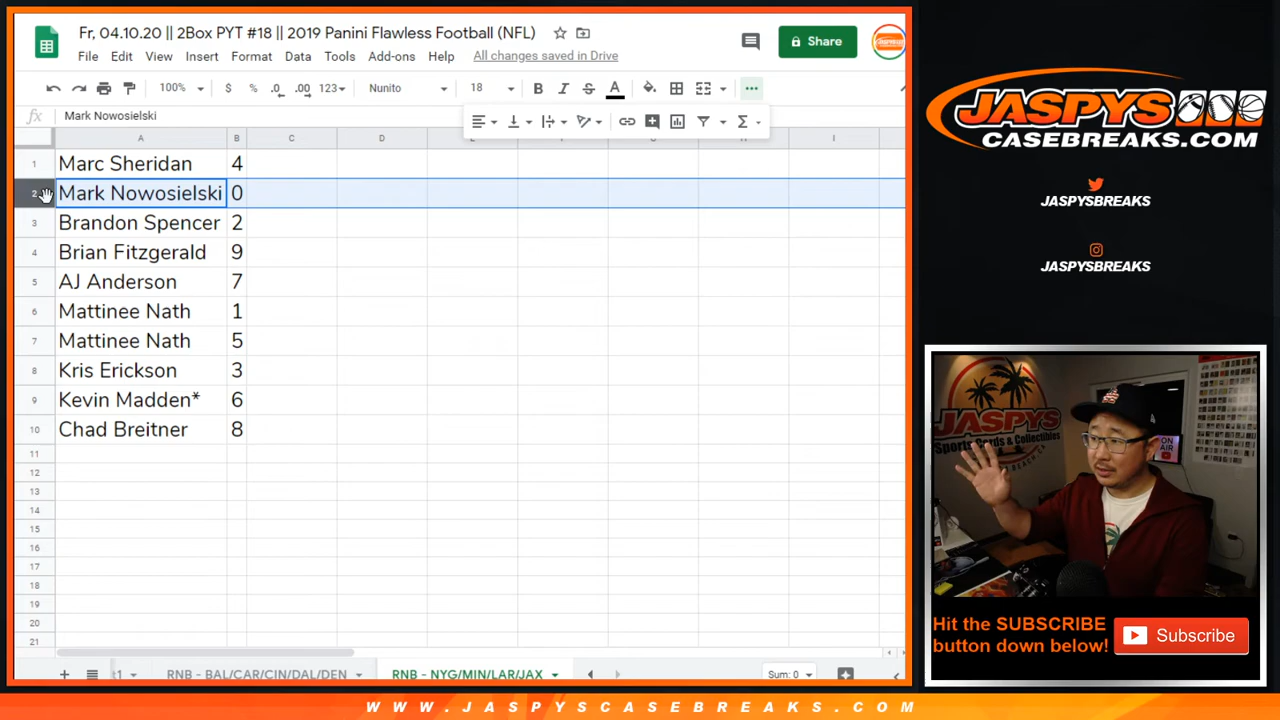 Fr, 04.10.20 || 2Box PYT #18 || 2019 Panini Flawless Football (NFL)
File Edit View Insert Format Data Tools Add-ons Help All changes saved in Drive
Share
100% $ % .0 .00 123 Nunito 18 B I S A
fx Mark Nowosielski
A B C D I
1 Marc Sheridan 4
2 Mark Nowosielski 0
3 Brandon Spencer 2
4 Brian Fitzgerald 9
5 AJ Anderson 7
6 Mattinee Nath 1
7 Mattinee Nath 5
8 Kris Erickson 3
9 Kevin Madden* 6
10 Chad Breitner 8
11
12
13
14
15
16
17
18
19
20
21
RNB - BAL/CAR/CIN/DAL/DEN RNB - NYG/MIN/LAR/JAX Sum: 0
JASPYS
CASEBREAKS.COM
JASPYSBREAKS
JASPYSBREAKS
JASPYS
Sports Cards & Collectibles
ON AIR
Hit the SUBSCRIBE
button down below!
Subscribe
WWW.JASPYSCASEBREAKS.COM